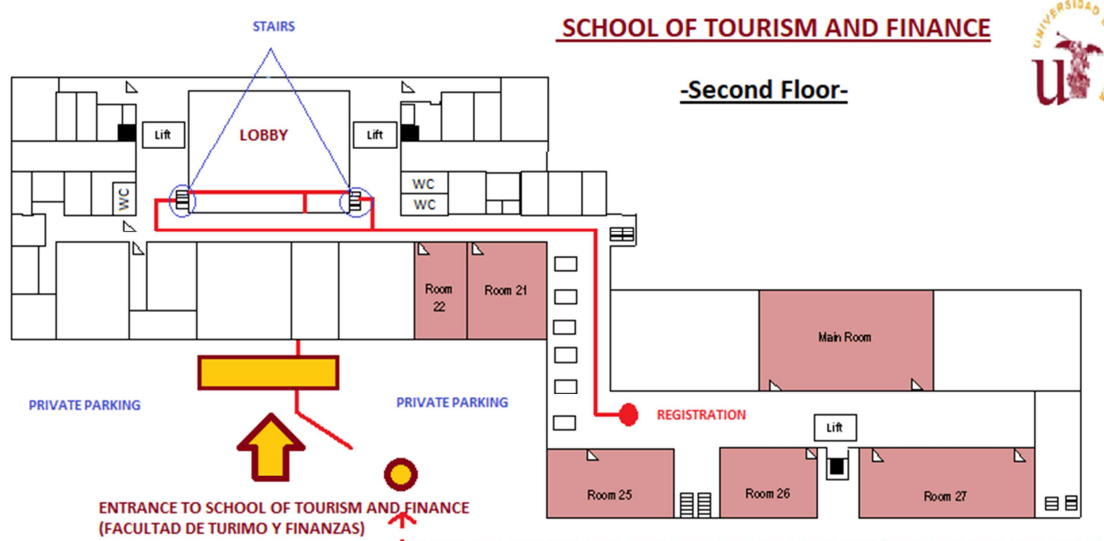 STAIRS
SCHOOL OF TOURISM AND FINANCE
UNIVERSIDAD
-Second Floor-
Lift
LOBBY
Lift
WC
WC
WC
Room 22
Room 21
Main Room
PRIVATE PARKING
PRIVATE PARKING
REGISTRATION
Lift
Room 25
Room 26
Room 27
ENTRANCE TO SCHOOL OF TOURISM AND FINANCE
(FACULTAD DE TURIMO Y FINANZAS)